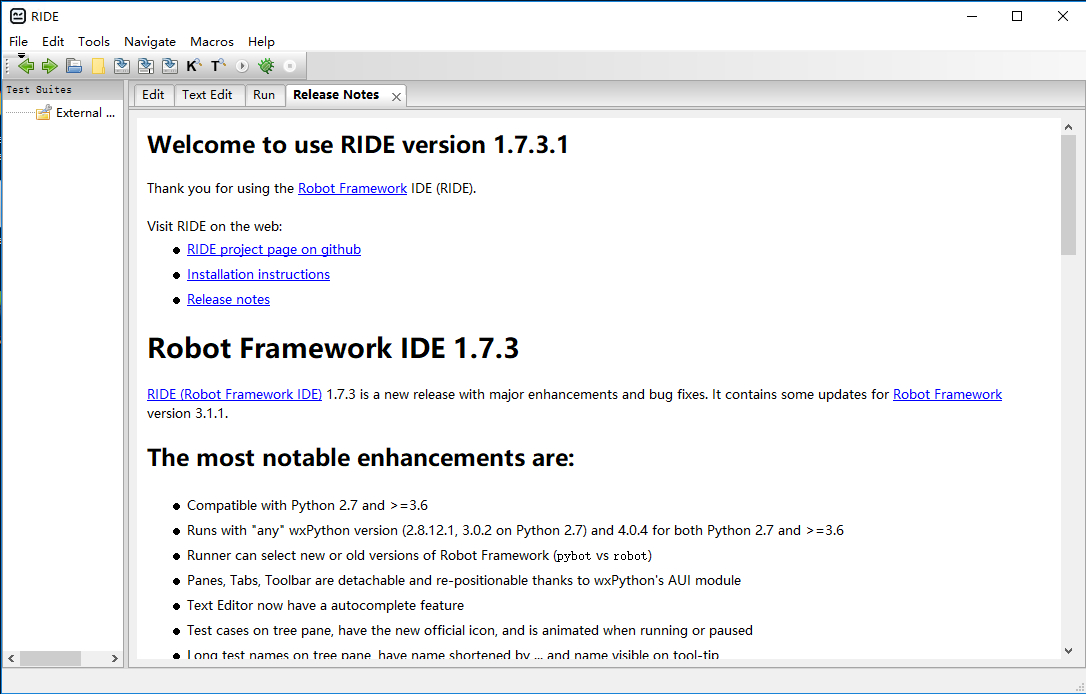 RIDE
File Edit Tools Navigate Macros Help
K T
Test Suites
External ...
Edit Text Edit Run Release Notes
Welcome to use RIDE version 1.7.3.1
Thank you for using the Robot Framework IDE (RIDE).
Visit RIDE on the web:
RIDE project page on github
Installation instructions
Release notes
Robot Framework IDE 1.7.3
RIDE (Robot Framework IDE) 1.7.3 is a new release with major enhancements and bug fixes. It contains some updates for Robot Framework
version 3.1.1.
The most notable enhancements are:
Compatible with Python 2.7 and >=3.6
Runs with "any" wxPython version (2.8.12.1, 3.0.2 on Python 2.7) and 4.0.4 for both Python 2.7 and >=3.6
Runner can select new or old versions of Robot Framework (pybot vs robot)
Panes, Tabs, Toolbar are detachable and re-positionable thanks to wxPython's AUI module
Text Editor now have a autocomplete feature
Test cases on tree pane, have the new official icon, and is animated when running or paused
Long test names on tree pane, have name shortened by ... and name visible on tool-tip